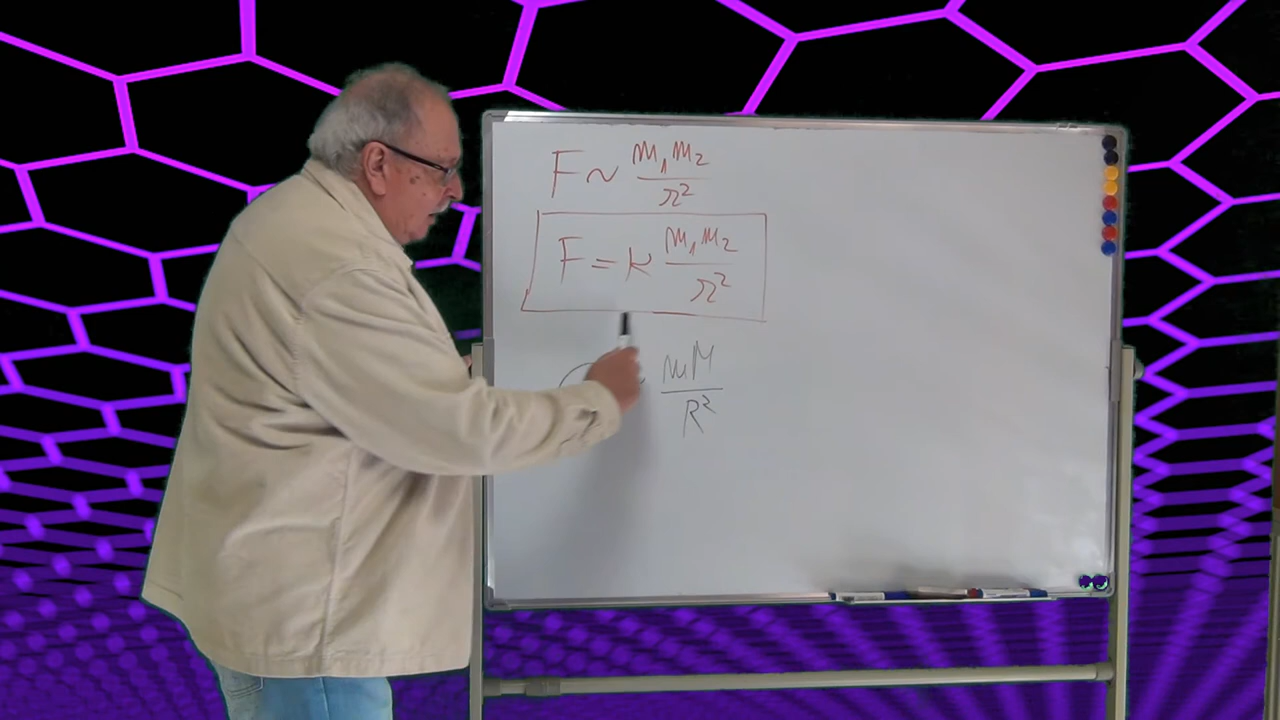 F ~ m₁m₂/r²
F = k m₁m₂/r²
mM/R²